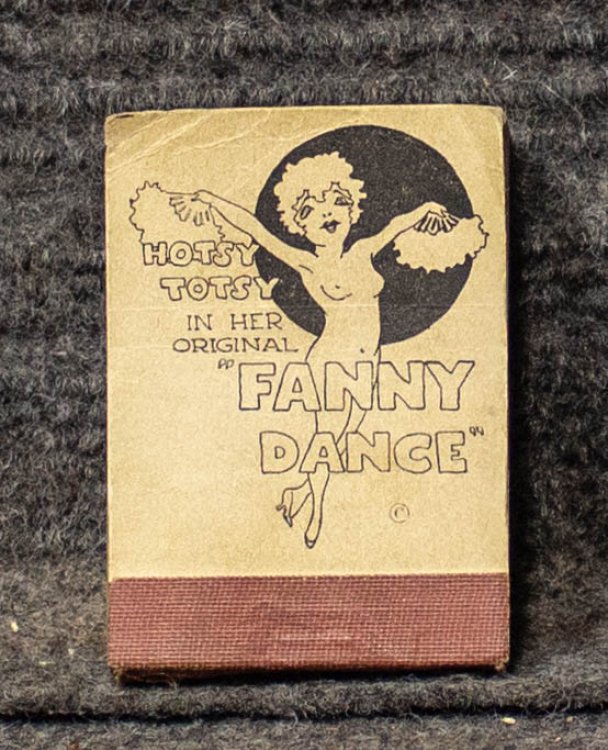 HOTSY
TOTSY
IN HER
ORIGINAL
"FANNY
DANCE"
©